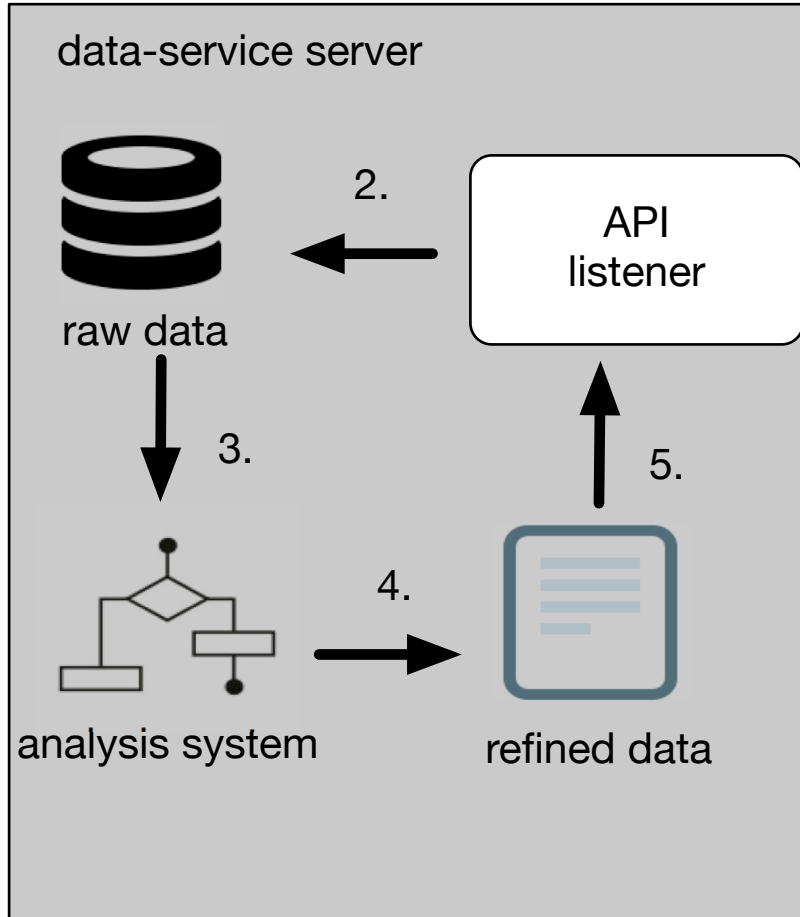 data-service server
2.
API
listener
raw data
3.
5.
4.
analysis system
refined data